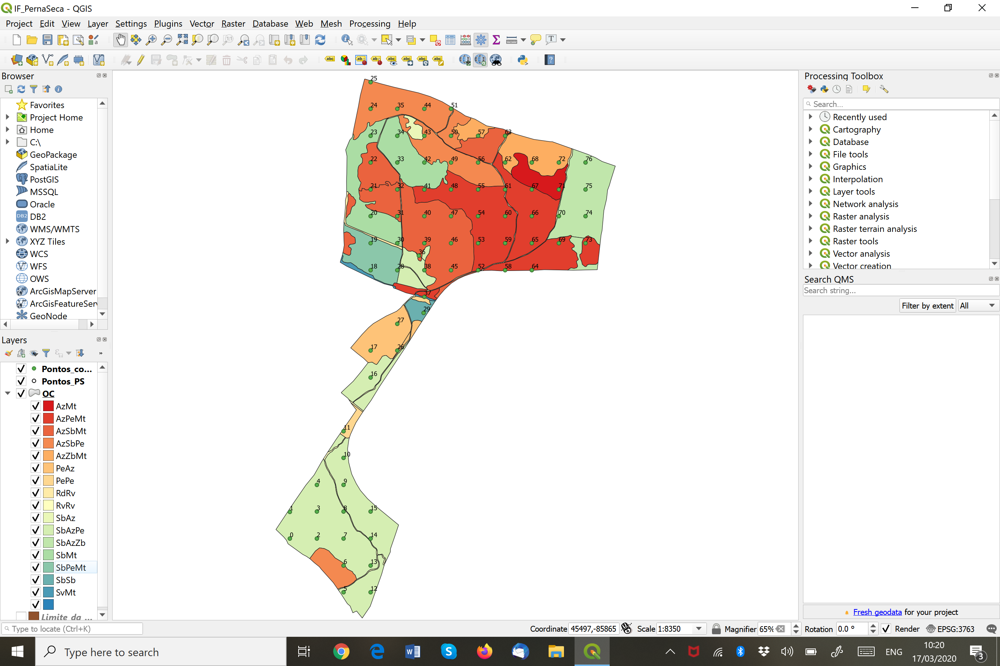 IF_PernaSeca - QGIS
Project Edit View Layer Settings Plugins Vector Raster Database Web Mesh Processing Help
Browser
Favorites
Project Home
Home
C:\
GeoPackage
SpatiaLite
PostGIS
MSSQL
Oracle
DB2
WMS/WMTS
XYZ Tiles
WCS
WFS
OWS
ArcGisMapServer
ArcGisFeatureServ
GeoNode
Layers
Pontos_co...
Pontos_PS
OC
AzMt
AzPeMt
AzSbMt
AzSbPe
AzZbMt
PeAz
PePe
RdRv
RvRv
SbAz
SbAzPe
SbAzZb
SbMt
SbPeMt
SbSb
SvMt
Limite da ...
25
24 35 44 51
23 34 43 50 57 63
22 33 42 49 56 62 68 72 76
21 32 41 48 55 61 67 71 75
20 31 40 47 54 60 66 70 74
19 30 39 46 53 59 65 69 73
36
18 28 38 45 52 58 64
37
29
27
17 26
16
11
10
4 9
1 3 8 15
0 2 7 14
6 13
5 12
Processing Toolbox
Search...
Recently used
Cartography
Database
File tools
Graphics
Interpolation
Layer tools
Network analysis
Raster analysis
Raster terrain analysis
Raster tools
Vector analysis
Vector creation
Search QMS
Search string...
Filter by extent All
Fresh geodata for your project
Type to locate (Ctrl+K) Coordinate 45497,-85865 Scale 1:8350 Magnifier 65% Rotation 0.0 ° Render EPSG:3763
Type here to search
ENG
10:20
17/03/2020
3